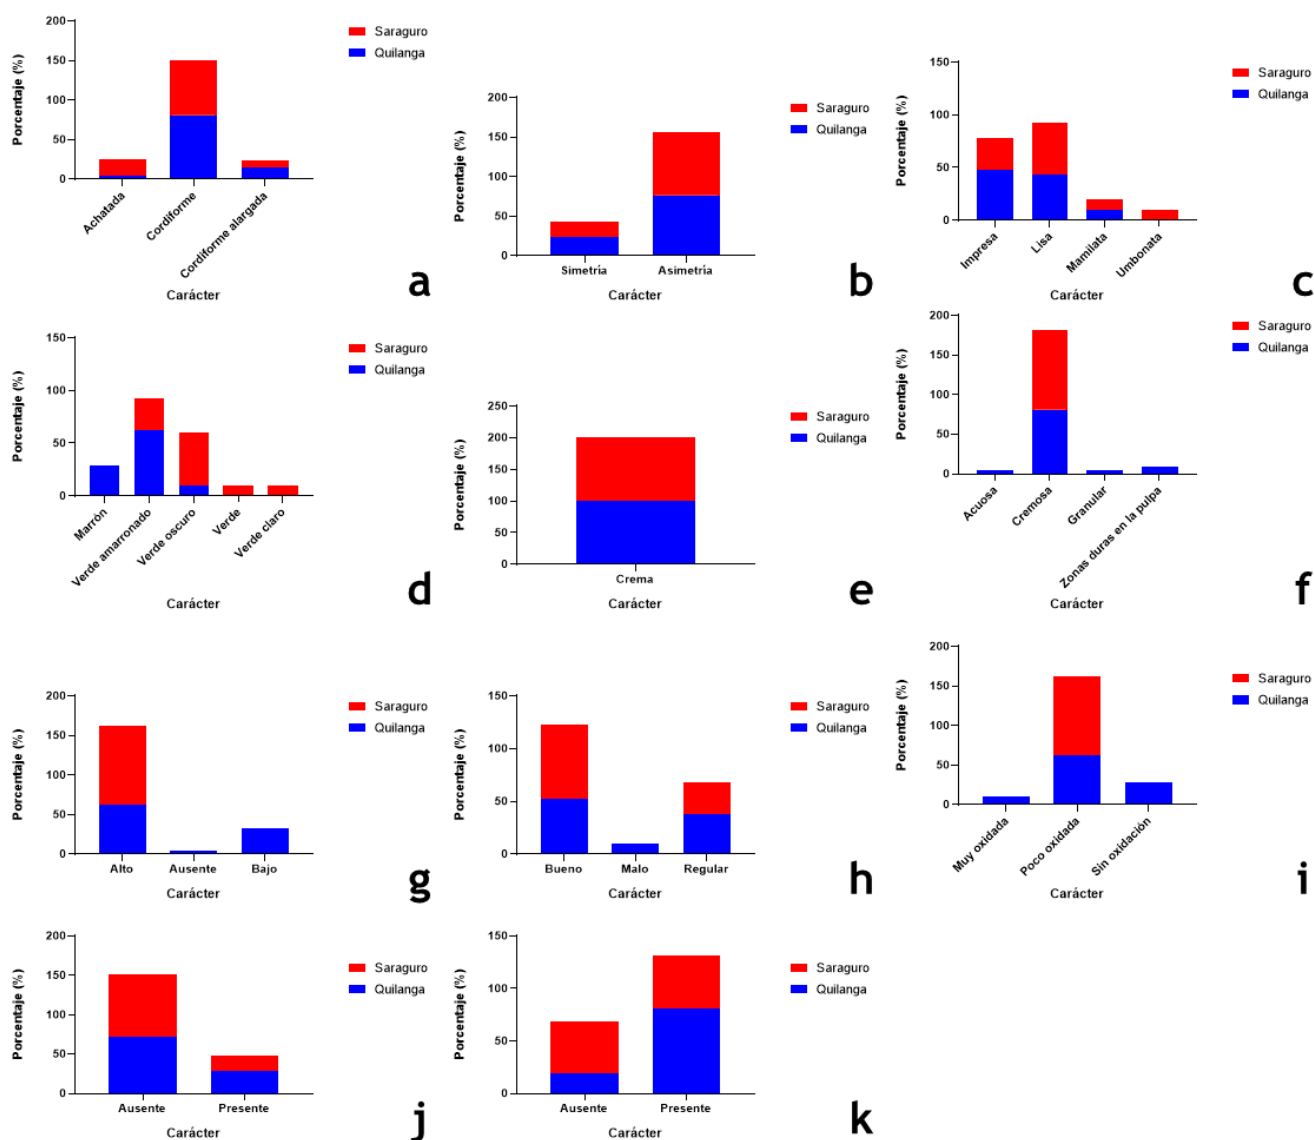 Porcentaje (%)
200
150
100
50
0
Achatada
Cordiforme
Cordiforme alargada
Carácter
Saraguro
Quilanga
a
Porcentaje (%)
200
150
100
50
0
Simetría
Asimetría
Carácter
Saraguro
Quilanga
b
Porcentaje (%)
150
100
50
0
Impresa
Lisa
Mamilata
Umbonata
Carácter
Saraguro
Quilanga
c
Porcentaje (%)
150
100
50
0
Marrón
Verde amarronado
Verde oscuro
Verde
Verde claro
Carácter
Saraguro
Quilanga
d
Porcentaje (%)
250
200
150
100
50
0
Crema
Carácter
Saraguro
Quilanga
e
Porcentaje (%)
200
150
100
50
0
Acuosa
Cremosa
Granular
Zonas duras en la pulpa
Carácter
Saraguro
Quilanga
f
Porcentaje (%)
200
150
100
50
0
Alto
Ausente
Bajo
Carácter
Saraguro
Quilanga
g
Porcentaje (%)
150
100
50
0
Bueno
Malo
Regular
Carácter
Saraguro
Quilanga
h
Porcentaje (%)
200
150
100
50
0
Muy oxidada
Poco oxidada
Sin oxidación
Carácter
Saraguro
Quilanga
i
Porcentaje (%)
200
150
100
50
0
Ausente
Presente
Carácter
Saraguro
Quilanga
j
Porcentaje (%)
150
100
50
0
Ausente
Presente
Carácter
Saraguro
Quilanga
k